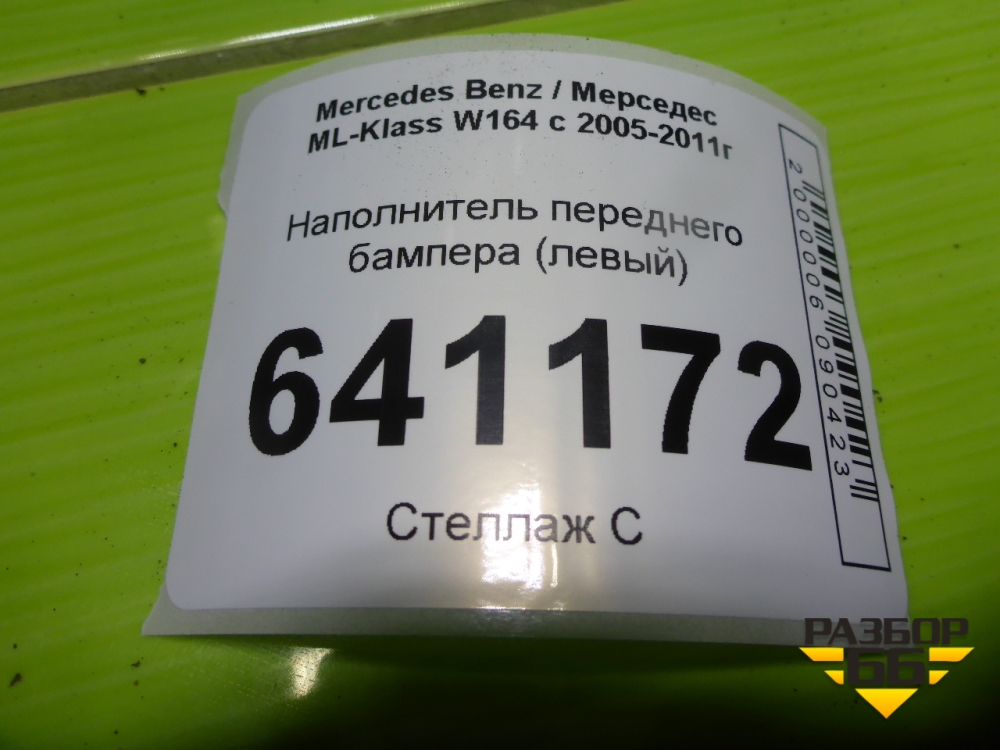 Mercedes Benz / Мерседес
ML-Klass W164 с 2005-2011г
Наполнитель переднего
бампера (левый)
641172
Стеллаж С
2000006090423
РАЗБОР
66